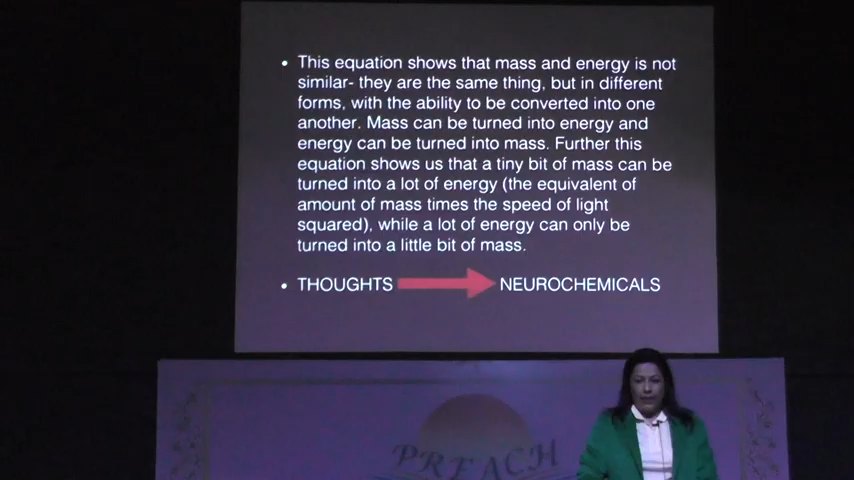 • This equation shows that mass and energy is not
similar- they are the same thing, but in different
forms, with the ability to be converted into one
another. Mass can be turned into energy and
energy can be turned into mass. Further this
equation shows us that a tiny bit of mass can be
turned into a lot of energy (the equivalent of
amount of mass times the speed of light
squared), while a lot of energy can only be
turned into a little bit of mass.
• THOUGHTS NEUROCHEMICALS
PREACH